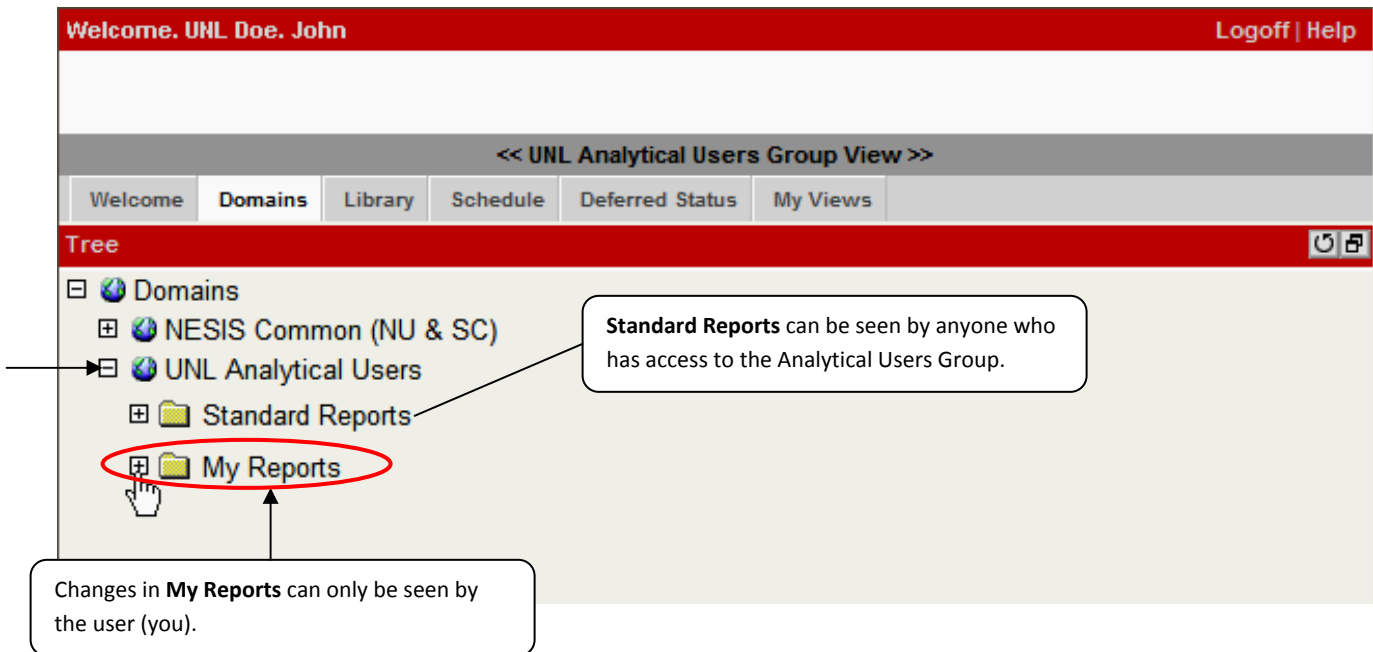 Welcome. UNL Doe. John
Logoff | Help
<< UNL Analytical Users Group View >>
Welcome Domains Library Schedule Deferred Status My Views
Tree
Domains
NESIS Common (NU & SC)
UNL Analytical Users
Standard Reports
My Reports
Standard Reports can be seen by anyone who
has access to the Analytical Users Group.
Changes in My Reports can only be seen by
the user (you).